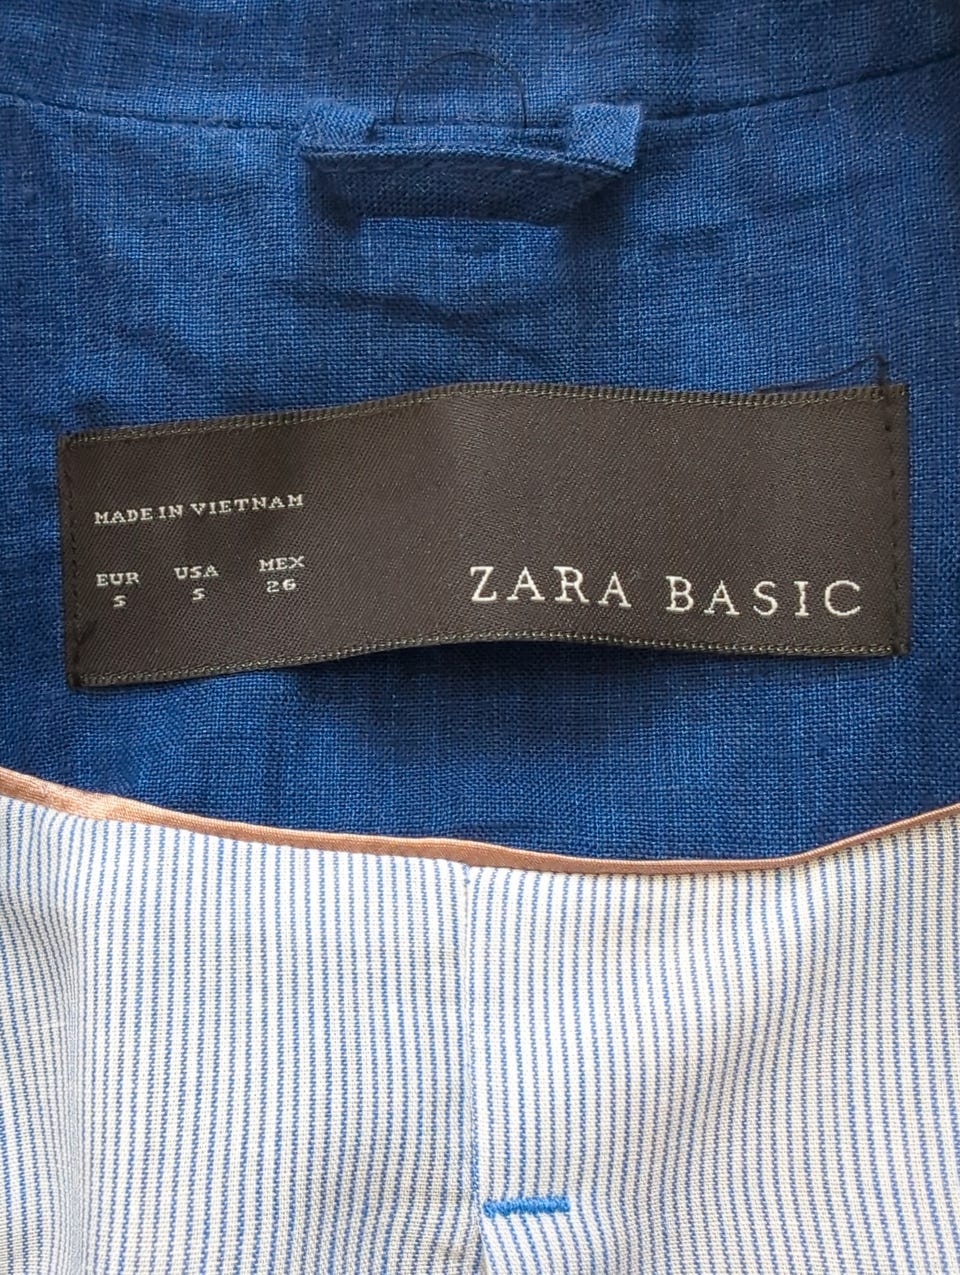 MADE IN VIETNAM
EUR USA MEX
S S 26
ZARA BASIC